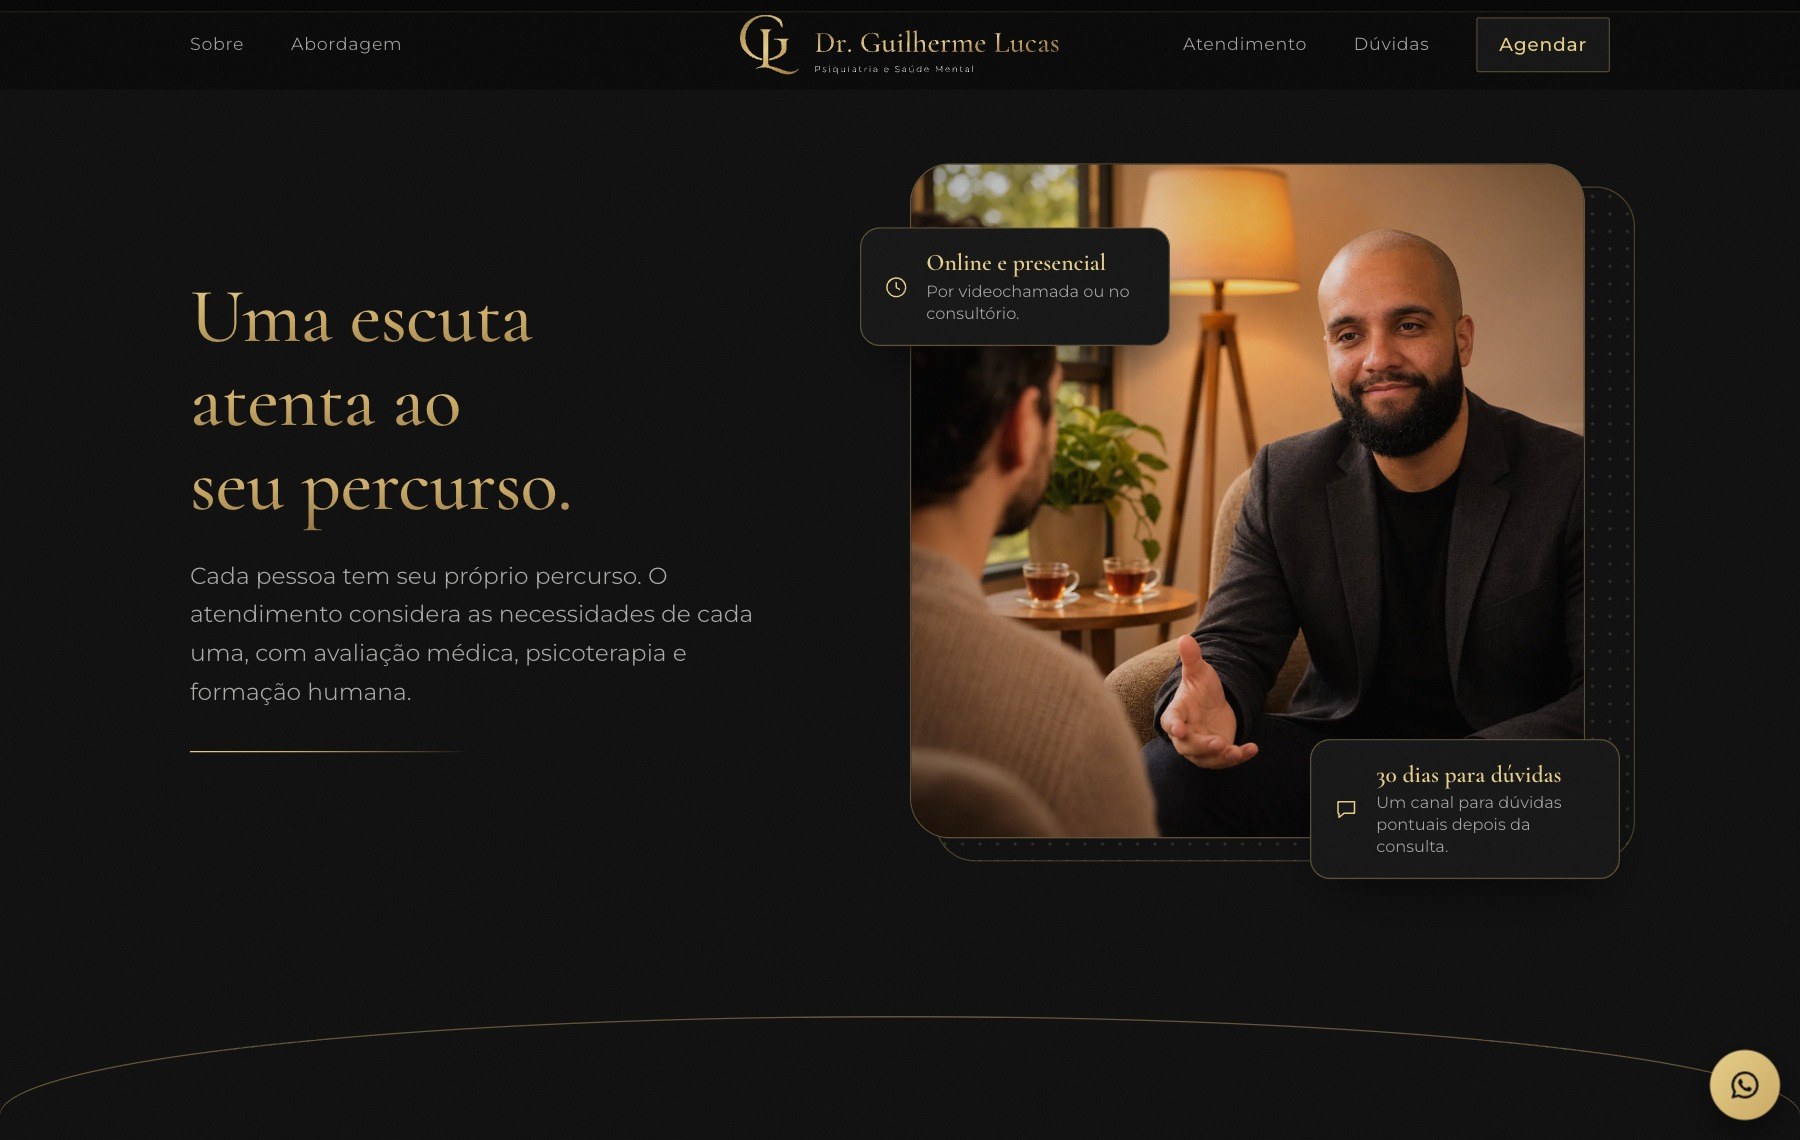 Sobre
Abordagem
GL
Dr. Guilherme Lucas
Psiquiatria e Saúde Mental
Atendimento
Dúvidas
Agendar
Uma escuta
atenta ao
seu percurso.
Cada pessoa tem seu próprio percurso. O
atendimento considera as necessidades de cada
uma, com avaliação médica, psicoterapia e
formação humana.
Online e presencial
Por videochamada ou no
consultório.
30 dias para dúvidas
Um canal para dúvidas
pontuais depois da
consulta.